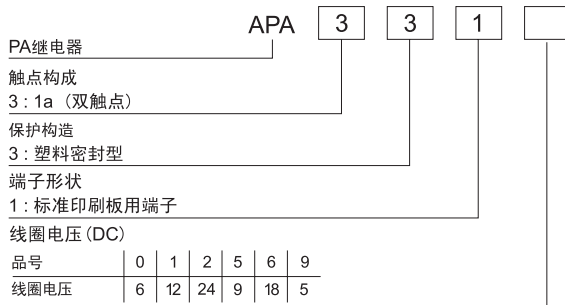 APA 3 3 1
PA继电器
触点构成
3 : 1a (双触点)
保护构造
3 : 塑料密封型
端子形状
1 : 标准印刷板用端子
线圈电压(DC)
品号 0 1 2 5 6 9
线圈电压 6 12 24 9 18 5